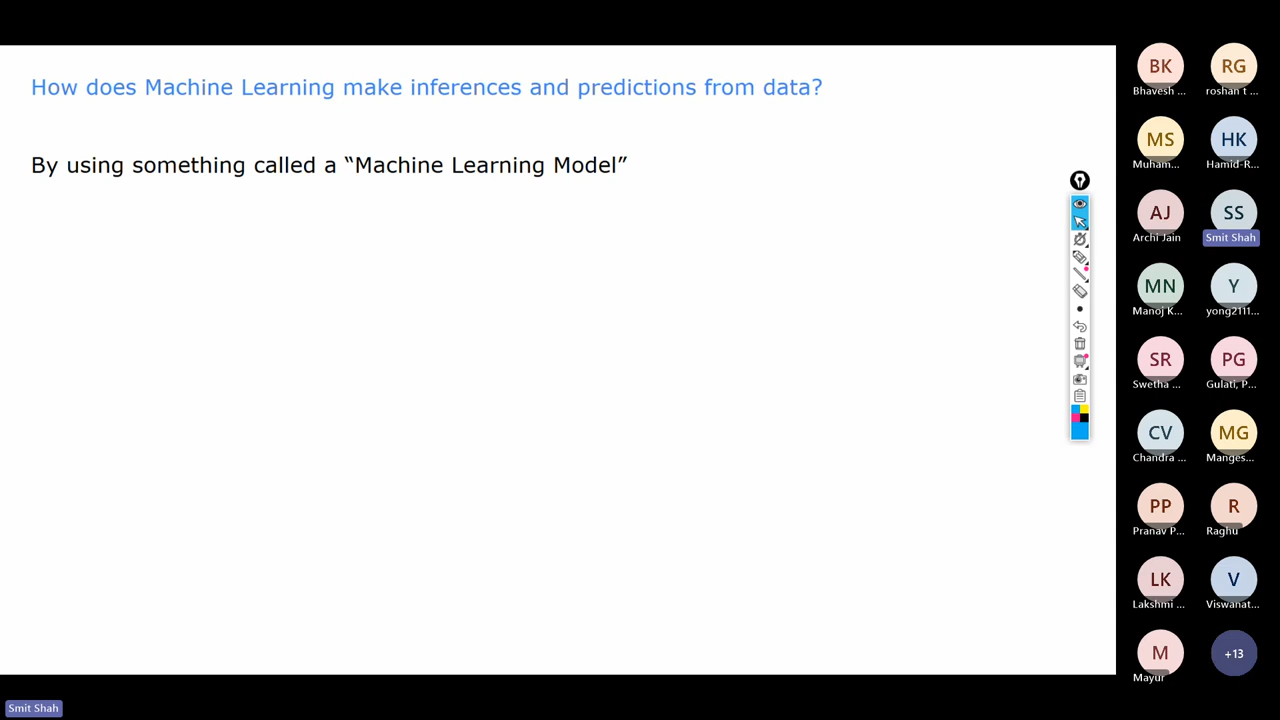 How does Machine Learning make inferences and predictions from data?
By using something called a “Machine Learning Model”
BK
RG
Bhavesh ...
roshan t ...
MS
HK
Muham...
Hamid-R...
AJ
SS
Archi Jain
Smit Shah
MN
Y
Manoj K...
yong2111...
SR
PG
Swetha ...
Gulati, P...
CV
MG
Chandra ...
Manges...
PP
R
Pranav P...
Raghu
LK
V
Lakshmi ...
Viswanat...
M
+13
Mayur
Smit Shah